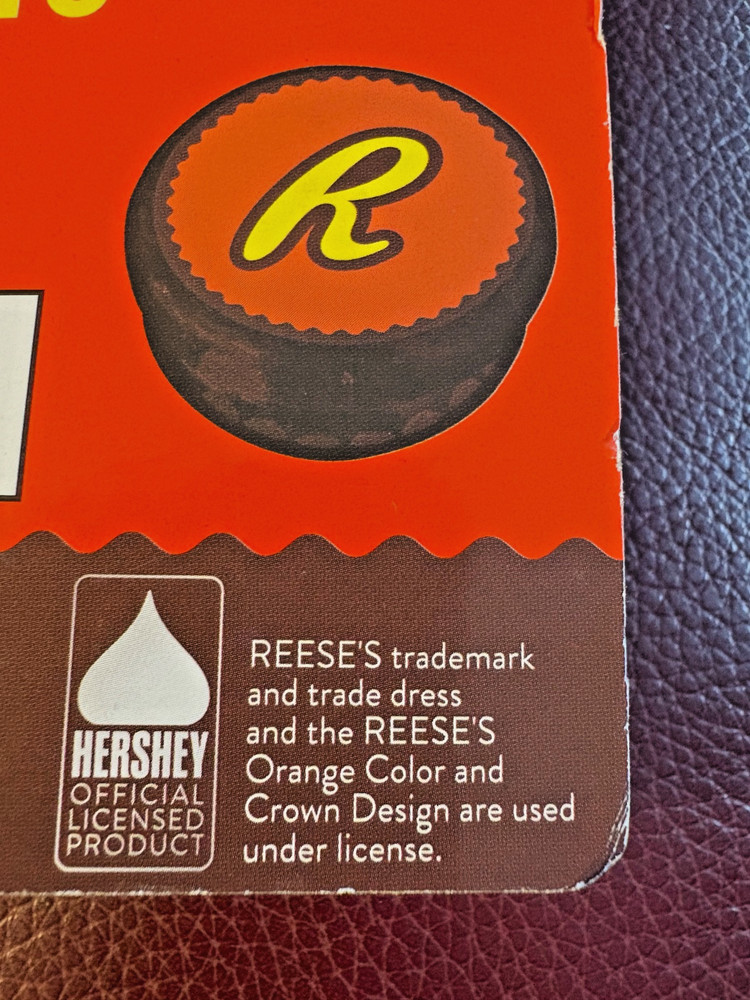 R
HERSHEY
OFFICIAL
LICENSED
PRODUCT
REESE'S trademark
and trade dress
and the REESE'S
Orange Color and
Crown Design are used
under license.